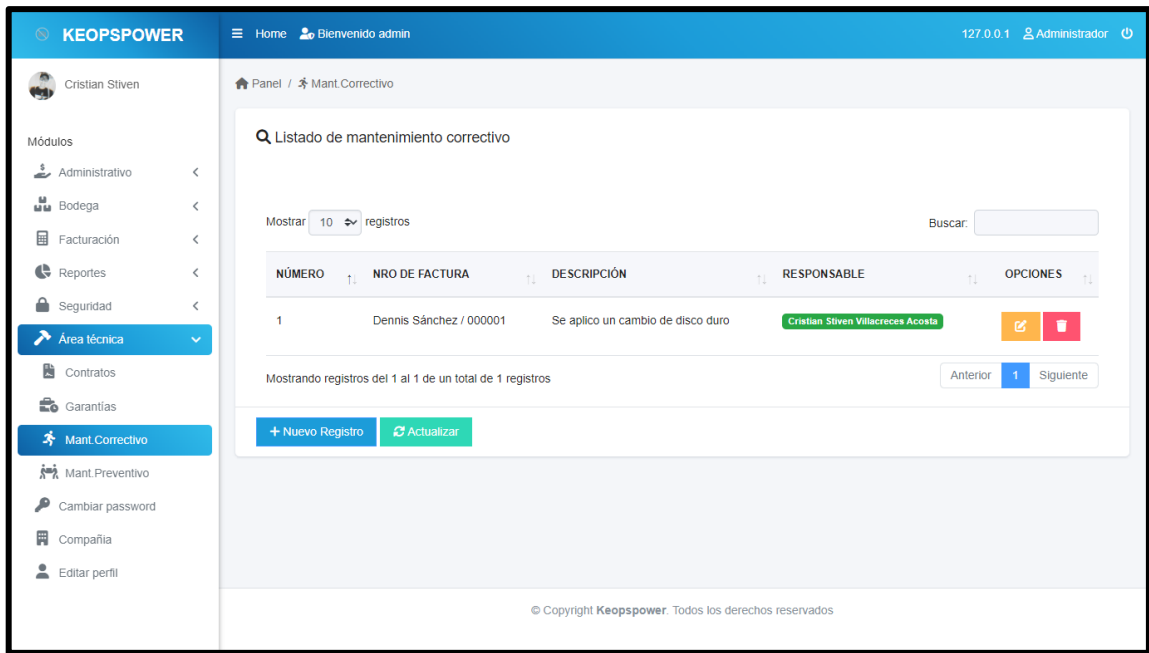 KEOPSPOWER
Home Bienvenido admin
127.0.0.1 Administrador
Cristian Stiven
Panel / Mant.Correctivo
Módulos
Administrativo
Bodega
Facturación
Reportes
Seguridad
Área técnica
Contratos
Garantías
Mant.Correctivo
Mant.Preventivo
Cambiar password
Compañia
Editar perfil
Listado de mantenimiento correctivo
Mostrar 10 registros
Buscar:
NÚMERO NRO DE FACTURA DESCRIPCIÓN RESPONSABLE OPCIONES
1 Dennis Sánchez / 000001 Se aplico un cambio de disco duro Cristian Stiven Villacreces Acosta
Mostrando registros del 1 al 1 de un total de 1 registros
Anterior 1 Siguiente
+ Nuevo Registro Actualizar
© Copyright Keopspower. Todos los derechos reservados